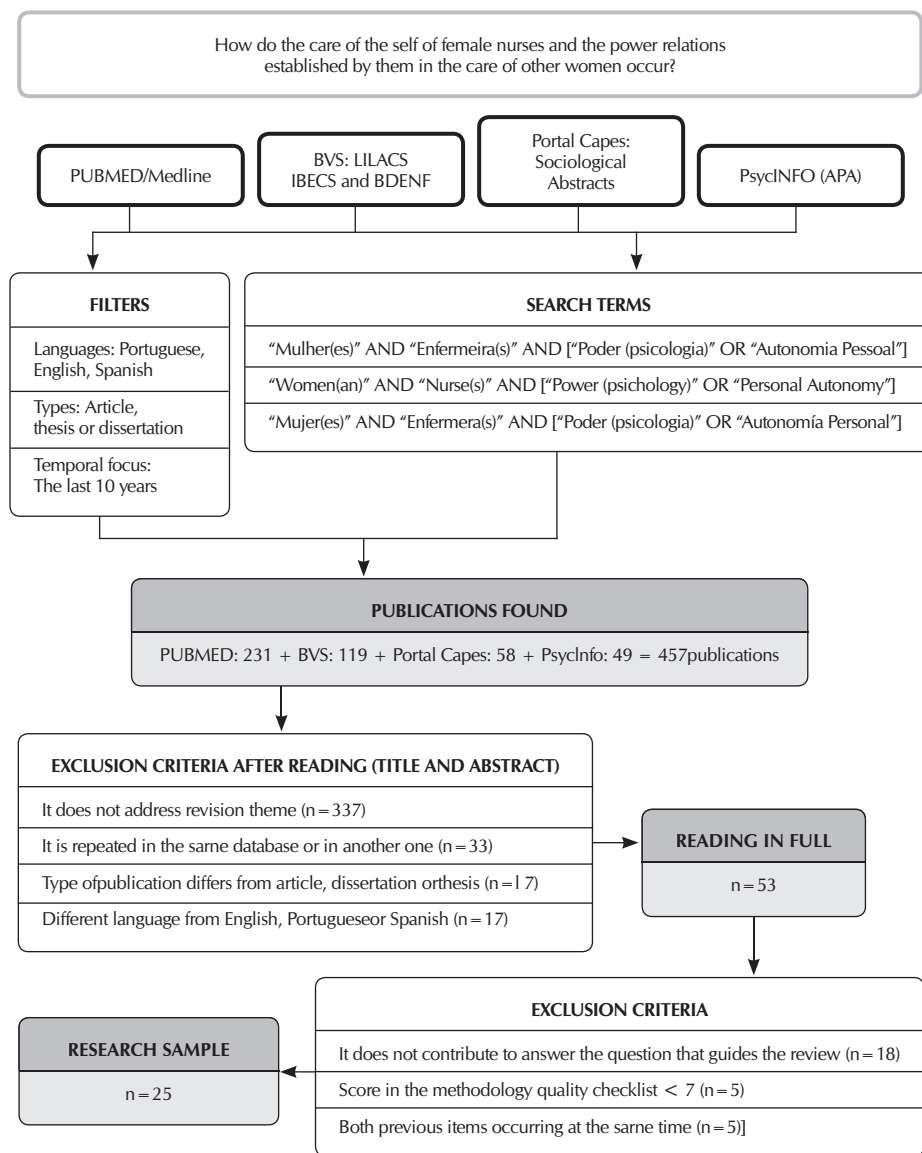 How do the care of the self of female nurses and the power relations
established by them in the care of other women occur?
PUBMED/Medline
BVS: LILACS
IBECS and BDENF
Portal Capes:
Sociological
Abstracts
PsycINFO (APA)
FILTERS
Languages: Portuguese,
English, Spanish
Types: Article,
thesis or dissertation
Temporal focus:
The last 10 years
SEARCH TERMS
“Mulher(es)” AND “Enfermeira(s)” AND [“Poder (psicologia)” OR “Autonomia Pessoal”]
“Women(an)” AND “Nurse(s)” AND [“Power (psichology)” OR “Personal Autonomy”]
“Mujer(es)” AND “Enfermera(s)” AND [“Poder (psicologia)” OR “Autonomía Personal”]
PUBLICATIONS FOUND
PUBMED: 231 + BVS: 119 + Portal Capes: 58 + PsycInfo: 49 = 457publications
EXCLUSION CRITERIA AFTER READING (TITLE AND ABSTRACT)
It does not address revision theme (n=337)
It is repeated in the sarne database or in another one (n=33)
Type ofpublication differs from article, dissertation orthesis (n=l 7)
Different language from English, Portugueseor Spanish (n=17)
READING IN FULL
n=53
EXCLUSION CRITERIA
It does not contribute to answer the question that guides the review (n=18)
Score in the methodology quality checklist < 7 (n=5)
Both previous items occurring at the sarne time (n=5)]
RESEARCH SAMPLE
n=25